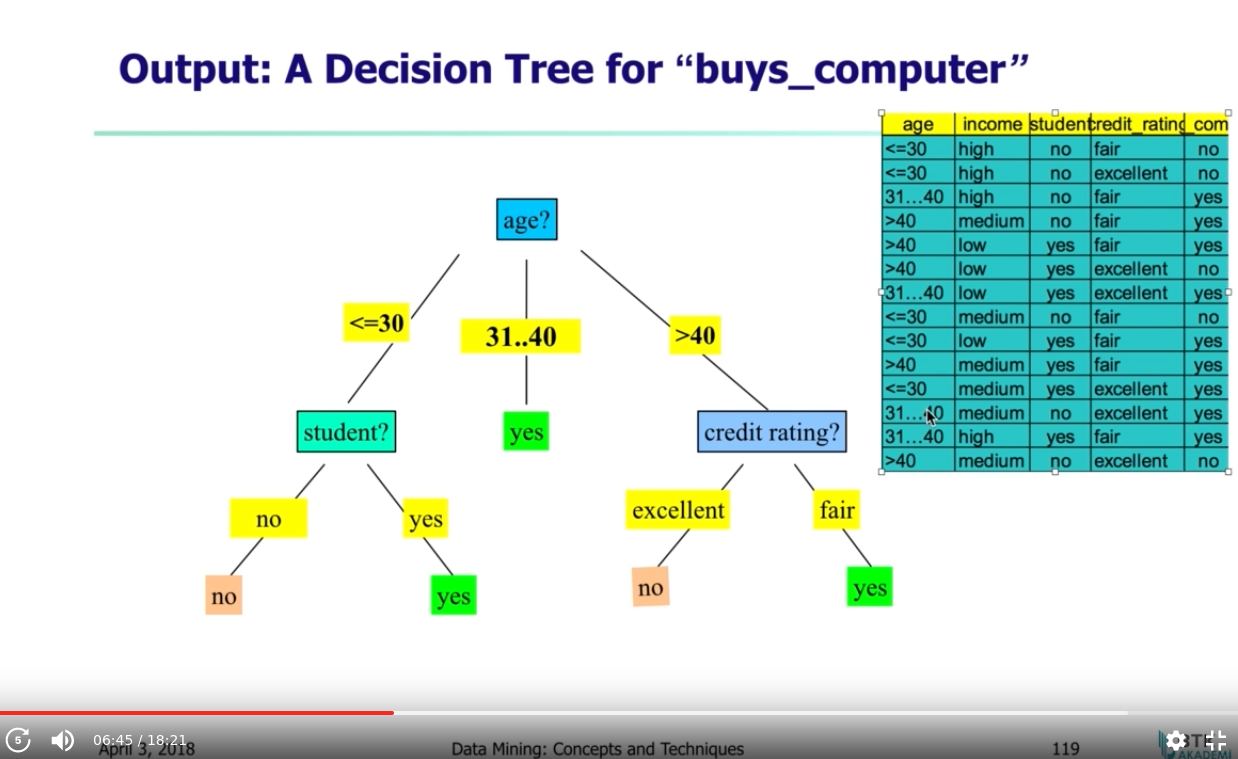 Output: A Decision Tree for “buys_computer”
age income student credit_rating _com
<=30 high no fair no
<=30 high no excellent no
31…40 high no fair yes
>40 medium no fair yes
>40 low yes fair yes
>40 low yes excellent no
31…40 low yes excellent yes
<=30 medium no fair no
<=30 low yes fair yes
>40 medium yes fair yes
<=30 medium yes excellent yes
31…40 medium no excellent yes
31…40 high yes fair yes
>40 medium no excellent no
age?
<=30 31..40 >40
student? yes credit rating?
no yes excellent fair
no yes no yes
5 06:45 / 18:21
April 3, 2018 Data Mining: Concepts and Techniques 119
BTK
AKADEMİ